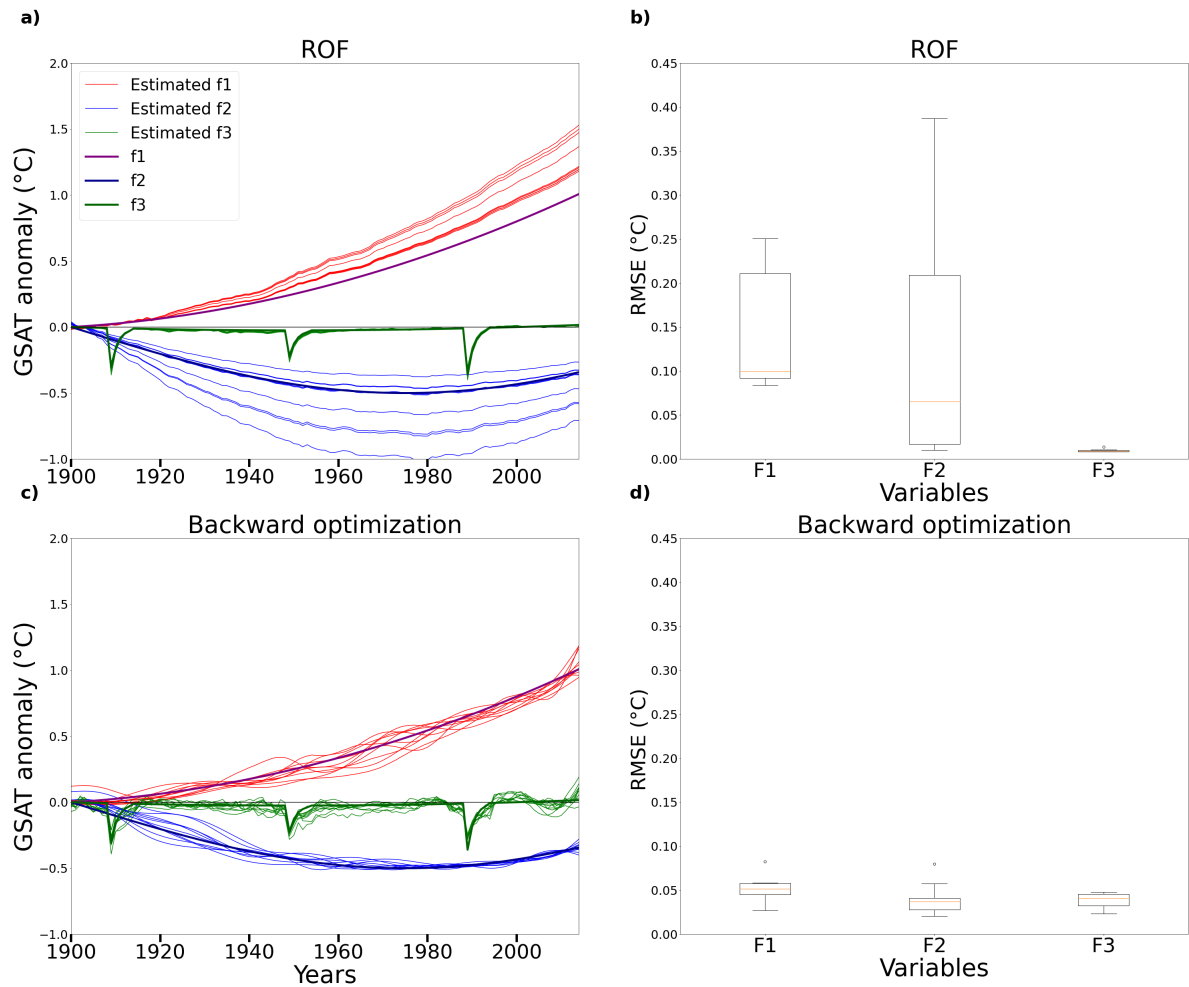 a)
ROF
GSAT anomaly (°C)
2.0
1.5
1.0
0.5
0.0
−0.5
−1.0
Estimated f1
Estimated f2
Estimated f3
f1
f2
f3
1900 1920 1940 1960 1980 2000
b)
ROF
RMSE (°C)
0.45
0.40
0.35
0.30
0.25
0.20
0.15
0.10
0.05
0.00
F1 F2 F3
Variables
c)
Backward optimization
GSAT anomaly (°C)
2.0
1.5
1.0
0.5
0.0
−0.5
−1.0
1900 1920 1940 1960 1980 2000
Years
d)
Backward optimization
RMSE (°C)
0.45
0.40
0.35
0.30
0.25
0.20
0.15
0.10
0.05
0.00
F1 F2 F3
Variables